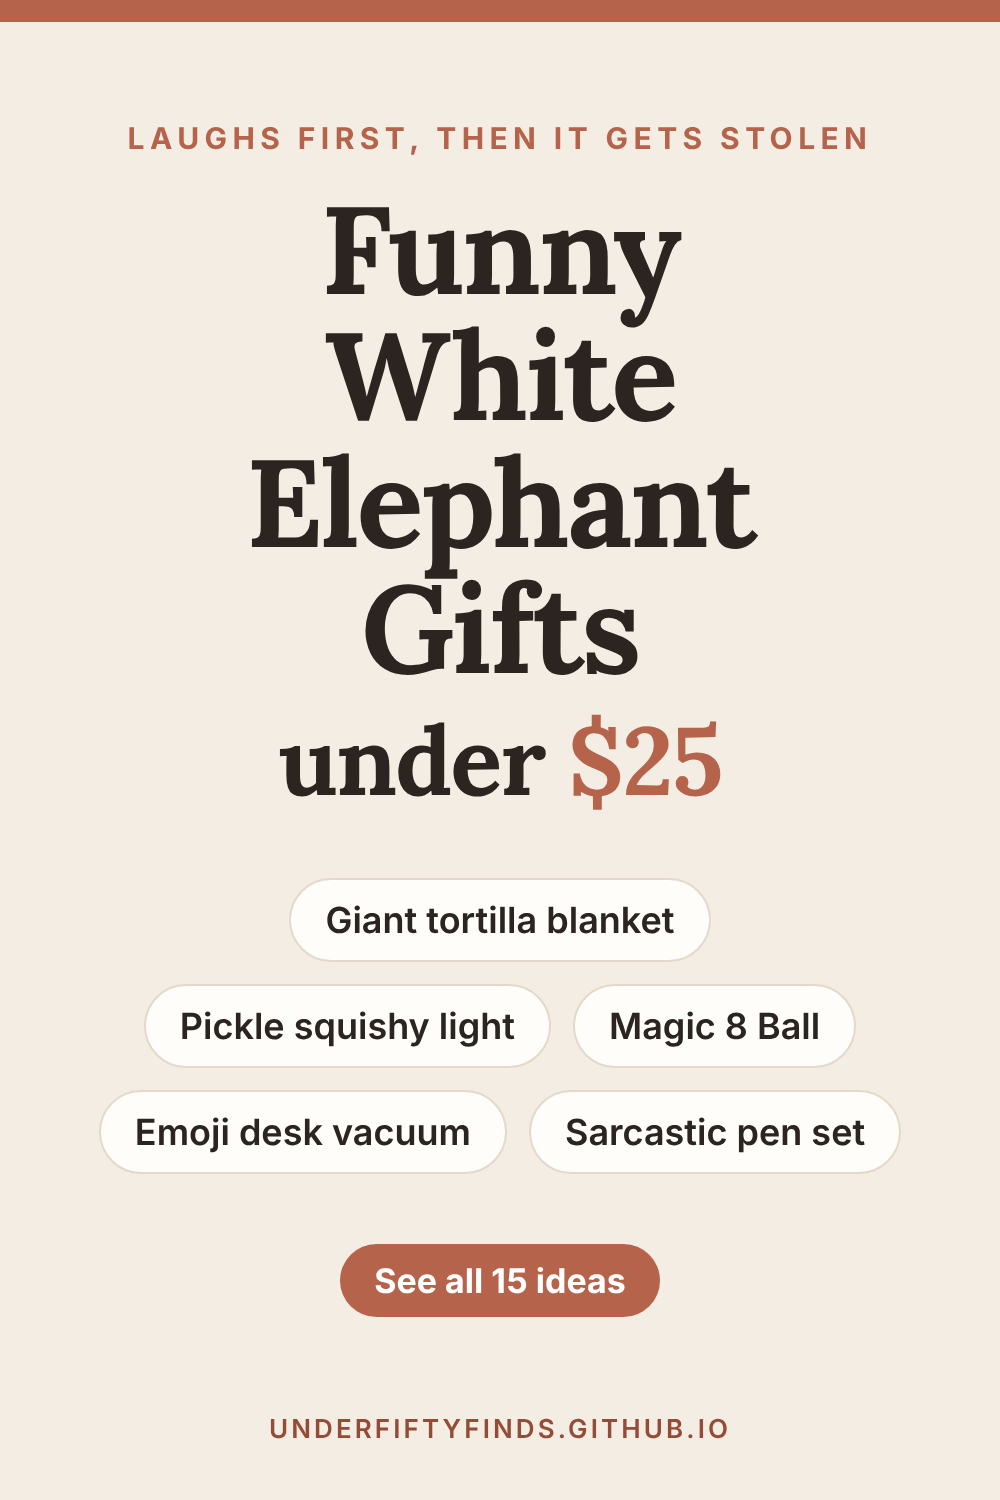 LAUGHS FIRST, THEN IT GETS STOLEN
Funny
White
Elephant
Gifts
under $25
Giant tortilla blanket
Pickle squishy light Magic 8 Ball
Emoji desk vacuum Sarcastic pen set
See all 15 ideas
UNDERFIFTYFINDS.GITHUB.IO